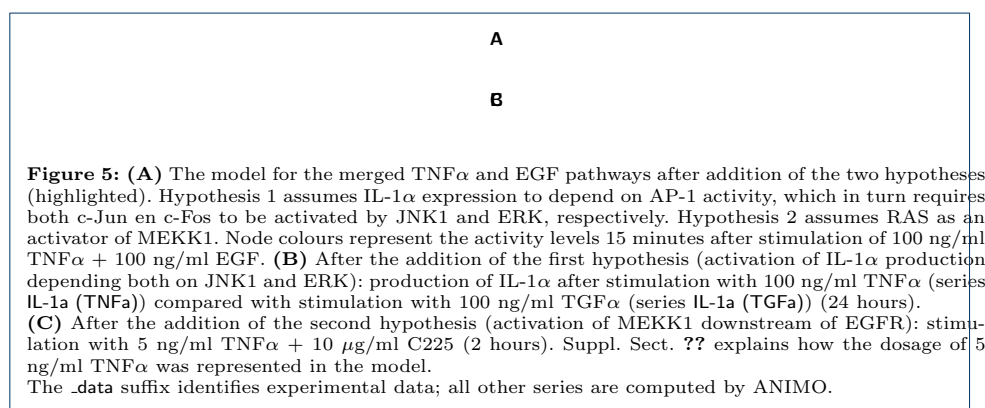 A
B
Figure 5: (A) The model for the merged TNFα and EGF pathways after addition of the two hypotheses
(highlighted). Hypothesis 1 assumes IL-1α expression to depend on AP-1 activity, which in turn requires
both c-Jun en c-Fos to be activated by JNK1 and ERK, respectively. Hypothesis 2 assumes RAS as an
activator of MEKK1. Node colours represent the activity levels 15 minutes after stimulation of 100 ng/ml
TNFα + 100 ng/ml EGF. (B) After the addition of the first hypothesis (activation of IL-1α production
depending both on JNK1 and ERK): production of IL-1α after stimulation with 100 ng/ml TNFα (series
IL-1a (TNFa)) compared with stimulation with 100 ng/ml TGFα (series IL-1a (TGFa)) (24 hours).
(C) After the addition of the second hypothesis (activation of MEKK1 downstream of EGFR): stimu-
lation with 5 ng/ml TNFα + 10 μg/ml C225 (2 hours). Suppl. Sect. ?? explains how the dosage of 5
ng/ml TNFα was represented in the model.
The _data suffix identifies experimental data; all other series are computed by ANIMO.